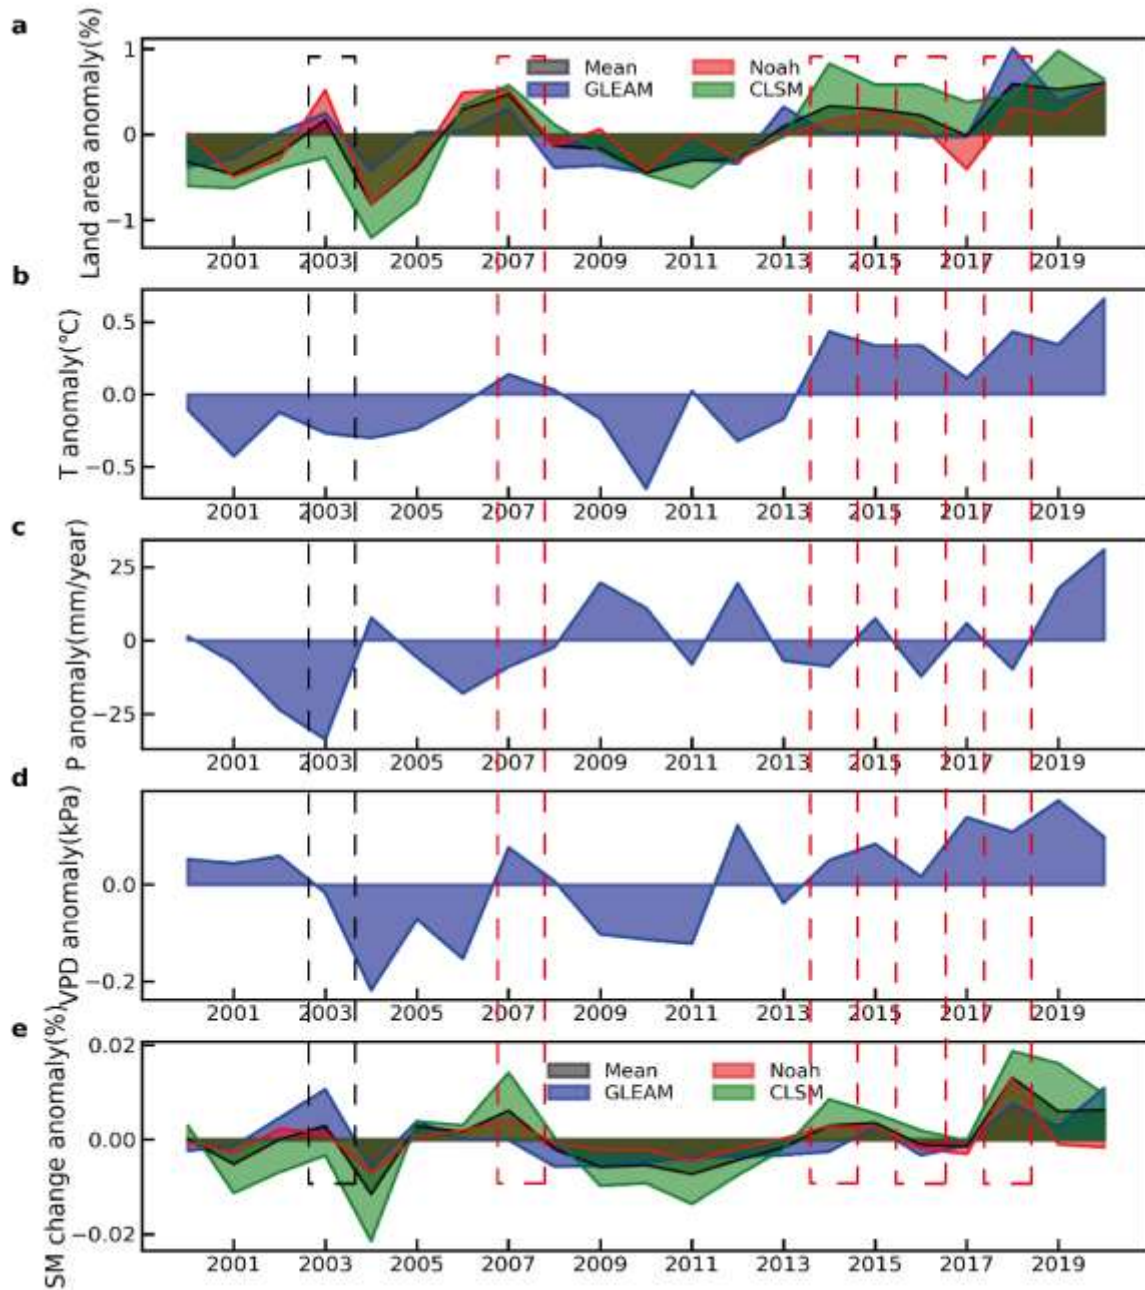 a
Land area anomaly(%)
1
0
−1
Mean
Noah
GLEAM
CLSM
2001 2003 2005 2007 2009 2011 2013 2015 2017 2019
b
T anomaly(℃)
0.5
0.0
−0.5
2001 2003 2005 2007 2009 2011 2013 2015 2017 2019
c
P anomaly(mm/year)
25
0
−25
2001 2003 2005 2007 2009 2011 2013 2015 2017 2019
d
VPD anomaly(kPa)
0.0
−0.2
2001 2003 2005 2007 2009 2011 2013 2015 2017 2019
e
SM change anomaly(%)
0.02
0.00
−0.02
Mean
Noah
GLEAM
CLSM
2001 2003 2005 2007 2009 2011 2013 2015 2017 2019